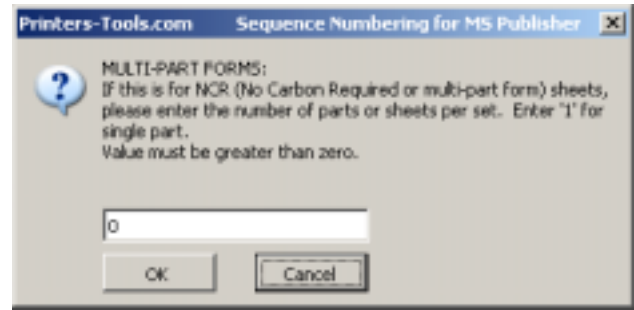 Printers-Tools.com Sequence Numbering for MS Publisher
MULTI-PART FORMS:
If this is for NCR (No Carbon Required or multi-part form) sheets,
please enter the number of parts or sheets per set. Enter '1' for
single part.
Value must be greater than zero.
0
OK Cancel